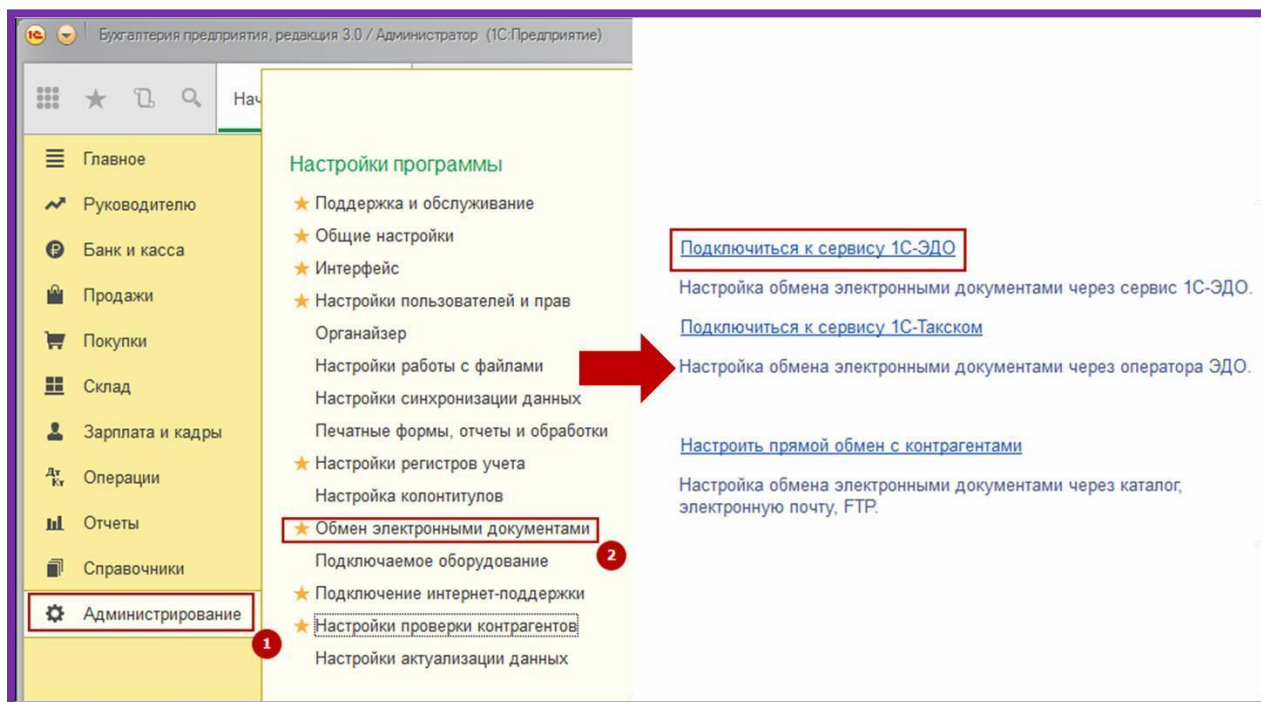 1С Бухгалтерия предприятия, редакция 3.0 / Администратор (1С:Предприятие)
Нач
Главное
Руководителю
Банк и касса
Продажи
Покупки
Склад
Зарплата и кадры
Дт Кт Операции
Отчеты
Справочники
Администрирование
1
Настройки программы
Поддержка и обслуживание
Общие настройки
Интерфейс
Настройки пользователей и прав
Органайзер
Настройки работы с файлами
Настройки синхронизации данных
Печатные формы, отчеты и обработки
Настройки регистров учета
Настройка колонтитулов
Обмен электронными документами
2
Подключаемое оборудование
Подключение интернет-поддержки
Настройки проверки контрагентов
Настройки актуализации данных
Подключиться к сервису 1С-ЭДО
Настройка обмена электронными документами через сервис 1С-ЭДО.
Подключиться к сервису 1С-Такском
Настройка обмена электронными документами через оператора ЭДО.
Настроить прямой обмен с контрагентами
Настройка обмена электронными документами через каталог,
электронную почту, FTP.